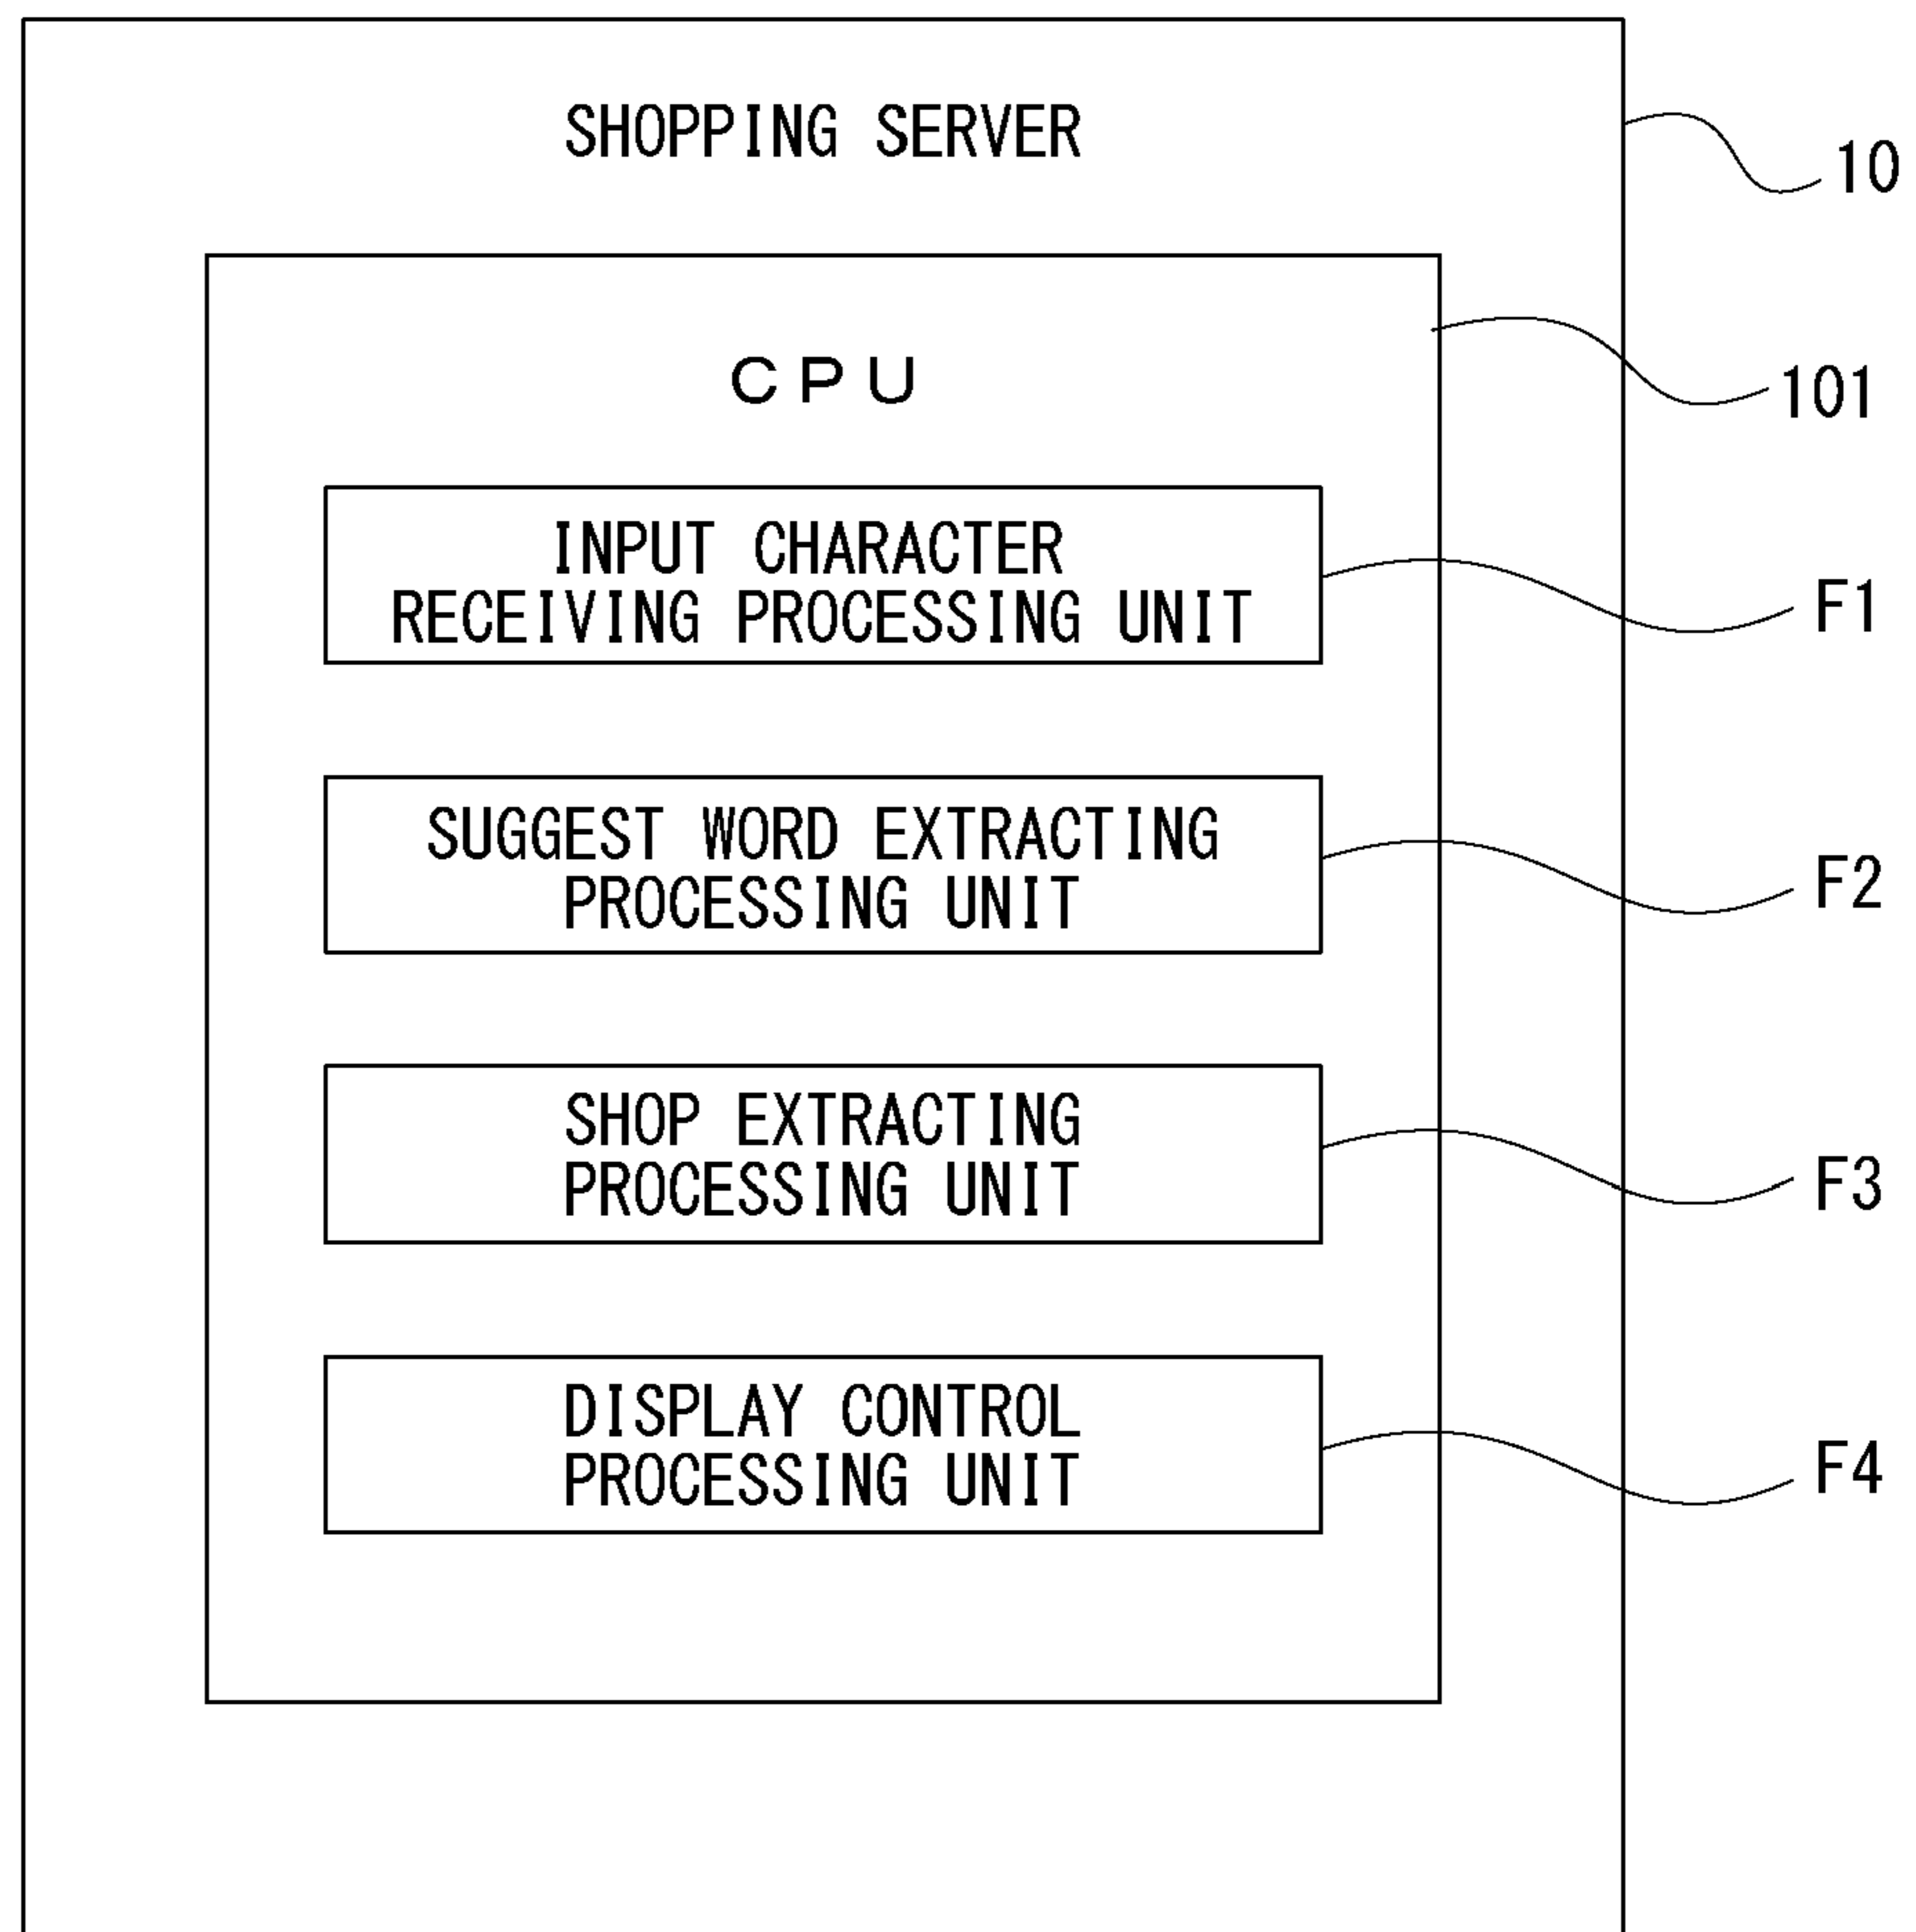 SHOPPING SERVER
10
CPU
101
INPUT CHARACTER
RECEIVING PROCESSING UNIT
F1
SUGGEST WORD EXTRACTING
PROCESSING UNIT
F2
SHOP EXTRACTING
PROCESSING UNIT
F3
DISPLAY CONTROL
PROCESSING UNIT
F4